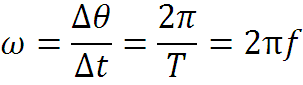 ω = Δθ/Δt = 2π/T = 2πf